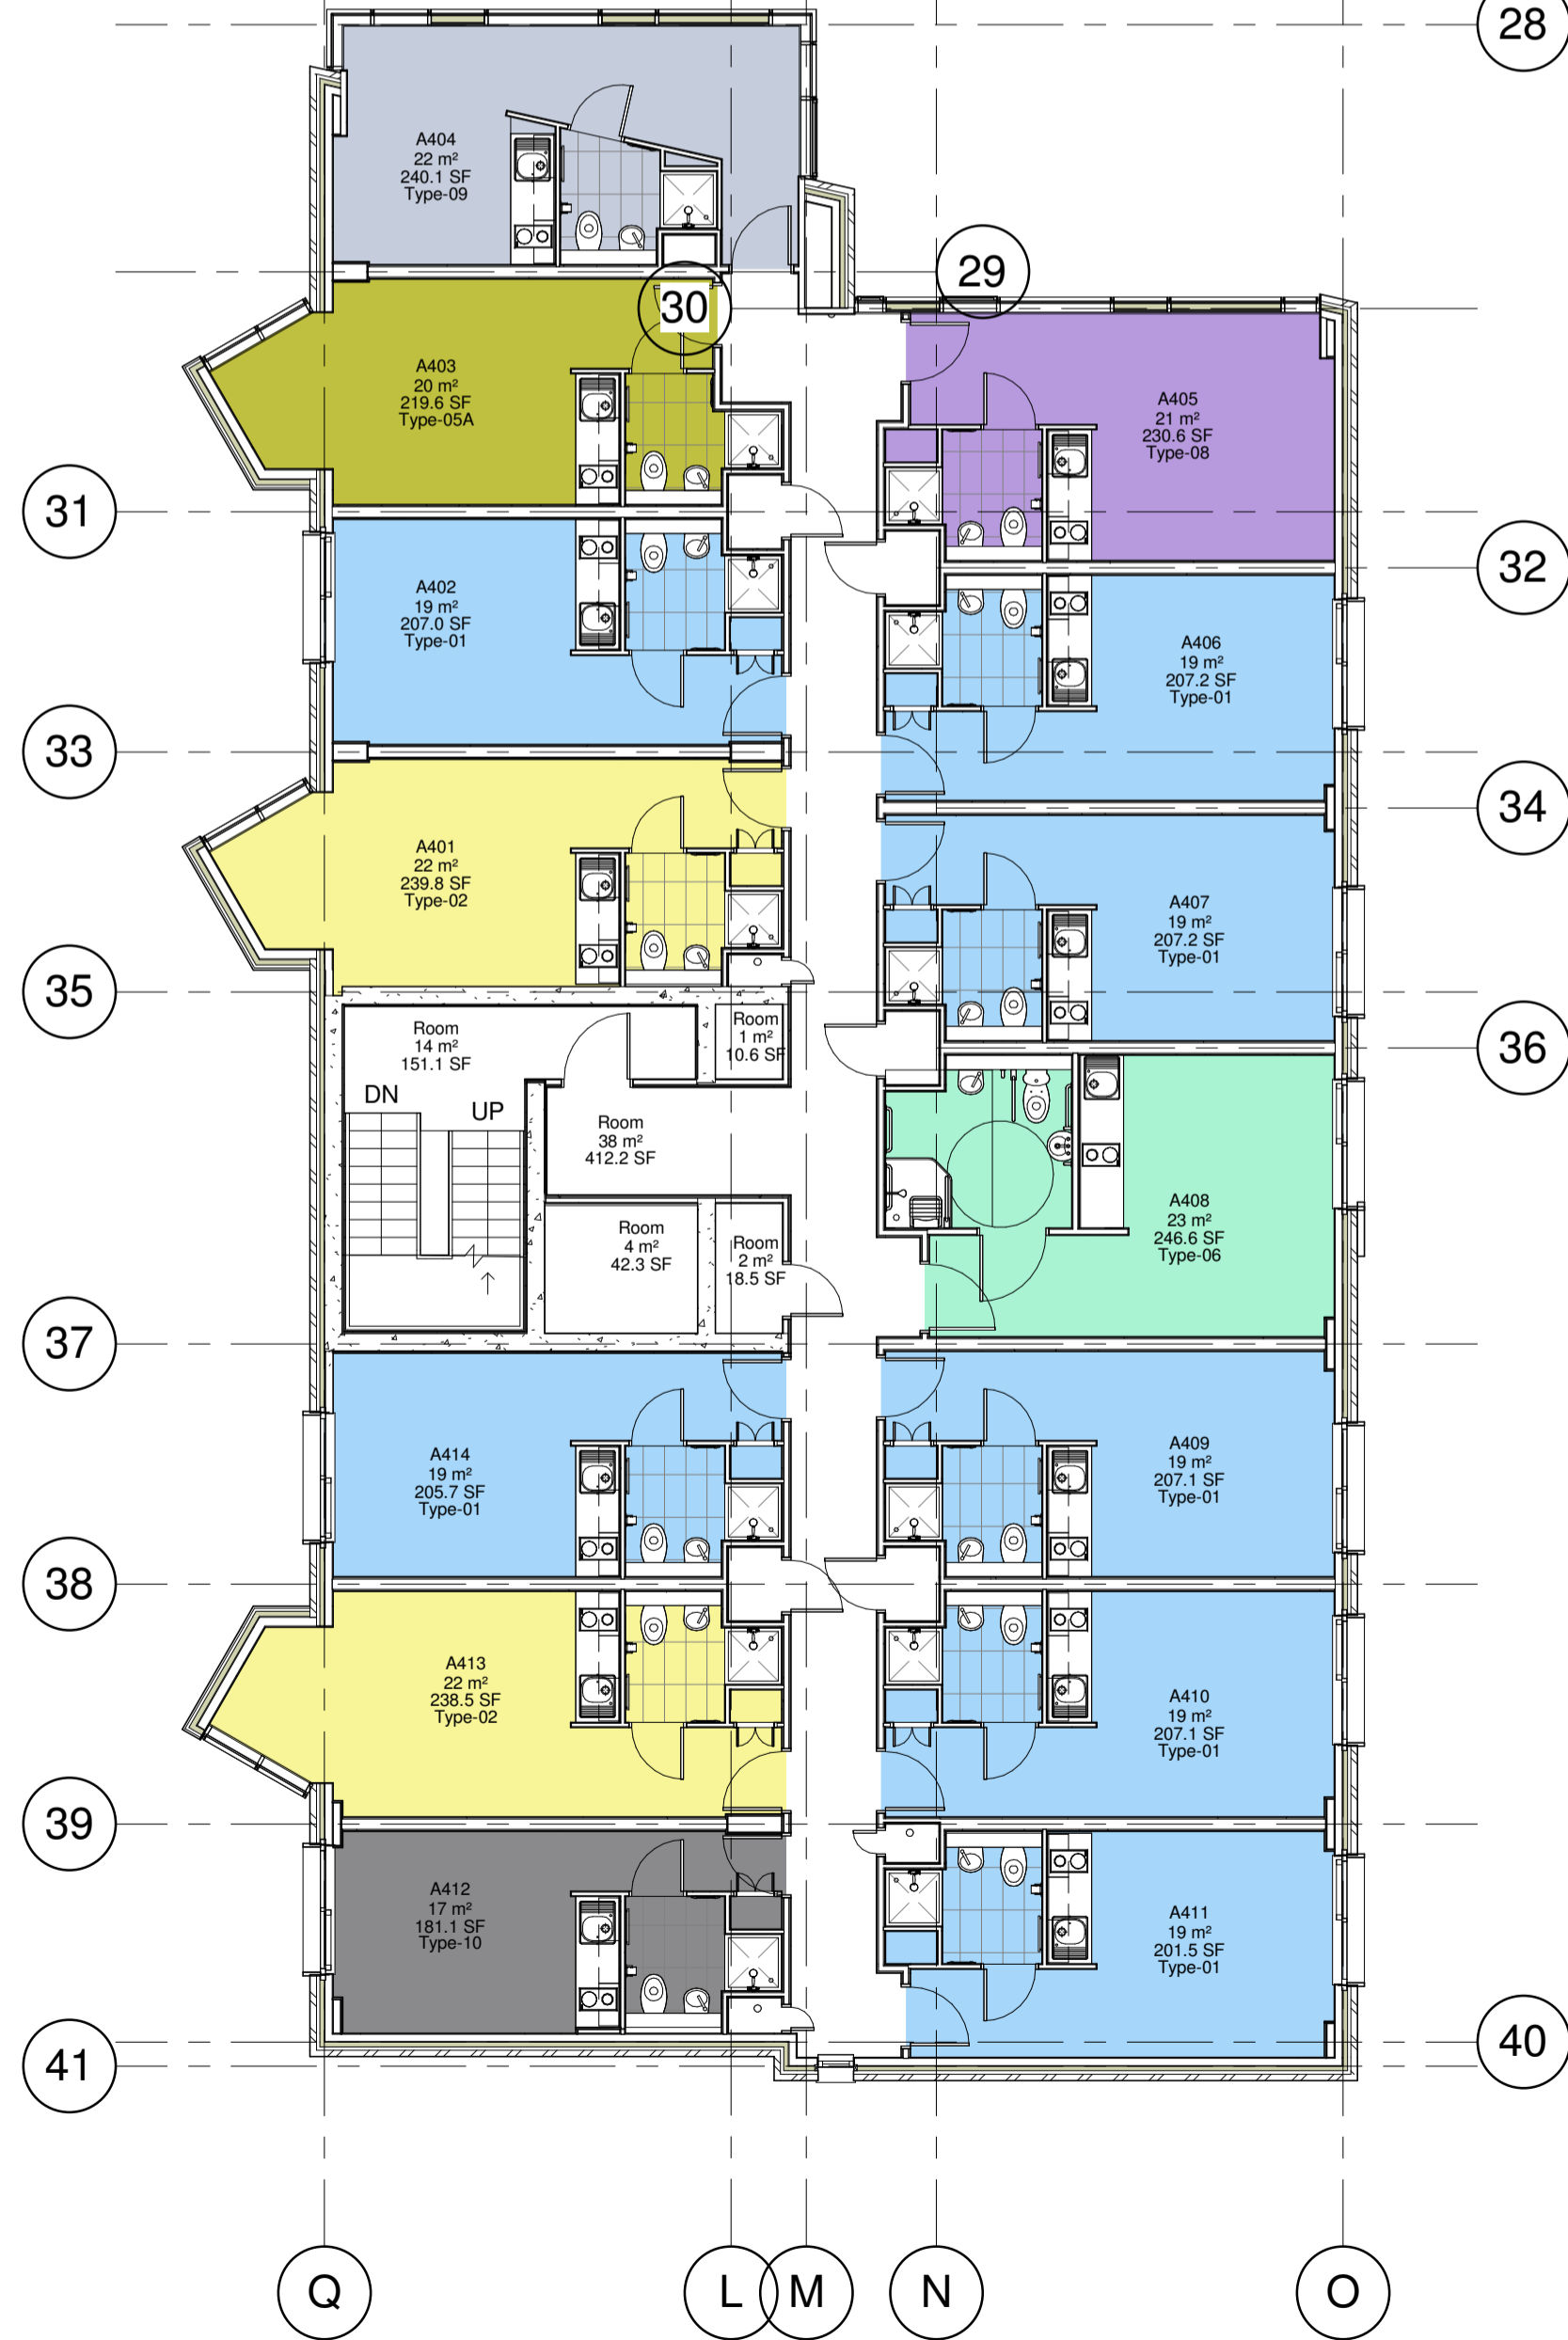 28
A404
22 m²
240.1 SF
Type-09
29
30
A403
20 m²
219.6 SF
Type-05A
A405
21 m²
230.6 SF
Type-08
31
32
A402
19 m²
207.0 SF
Type-01
A406
19 m²
207.2 SF
Type-01
33
34
A401
22 m²
239.8 SF
Type-02
A407
19 m²
207.2 SF
Type-01
35
36
Room
14 m²
151.1 SF
Room
1 m²
10.6 SF
DN
UP
Room
38 m²
412.2 SF
A408
23 m²
246.6 SF
Type-06
Room
4 m²
42.3 SF
Room
2 m²
18.5 SF
37
A414
19 m²
205.7 SF
Type-01
A409
19 m²
207.1 SF
Type-01
38
A413
22 m²
238.5 SF
Type-02
A410
19 m²
207.1 SF
Type-01
39
A412
17 m²
181.1 SF
Type-10
A411
19 m²
201.5 SF
Type-01
40
41
Q
L
M
N
O